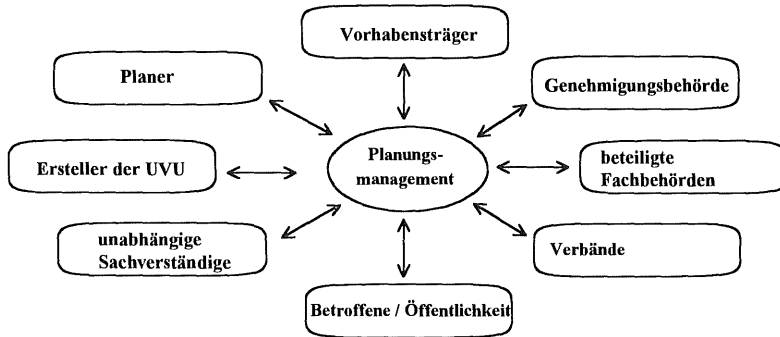 Vorhabensträger
Planer
Genehmigungsbehörde
Planungs-
management
Ersteller der UVU
beteiligte
Fachbehörden
unabhängige
Sachverständige
Verbände
Betroffene / Öffentlichkeit